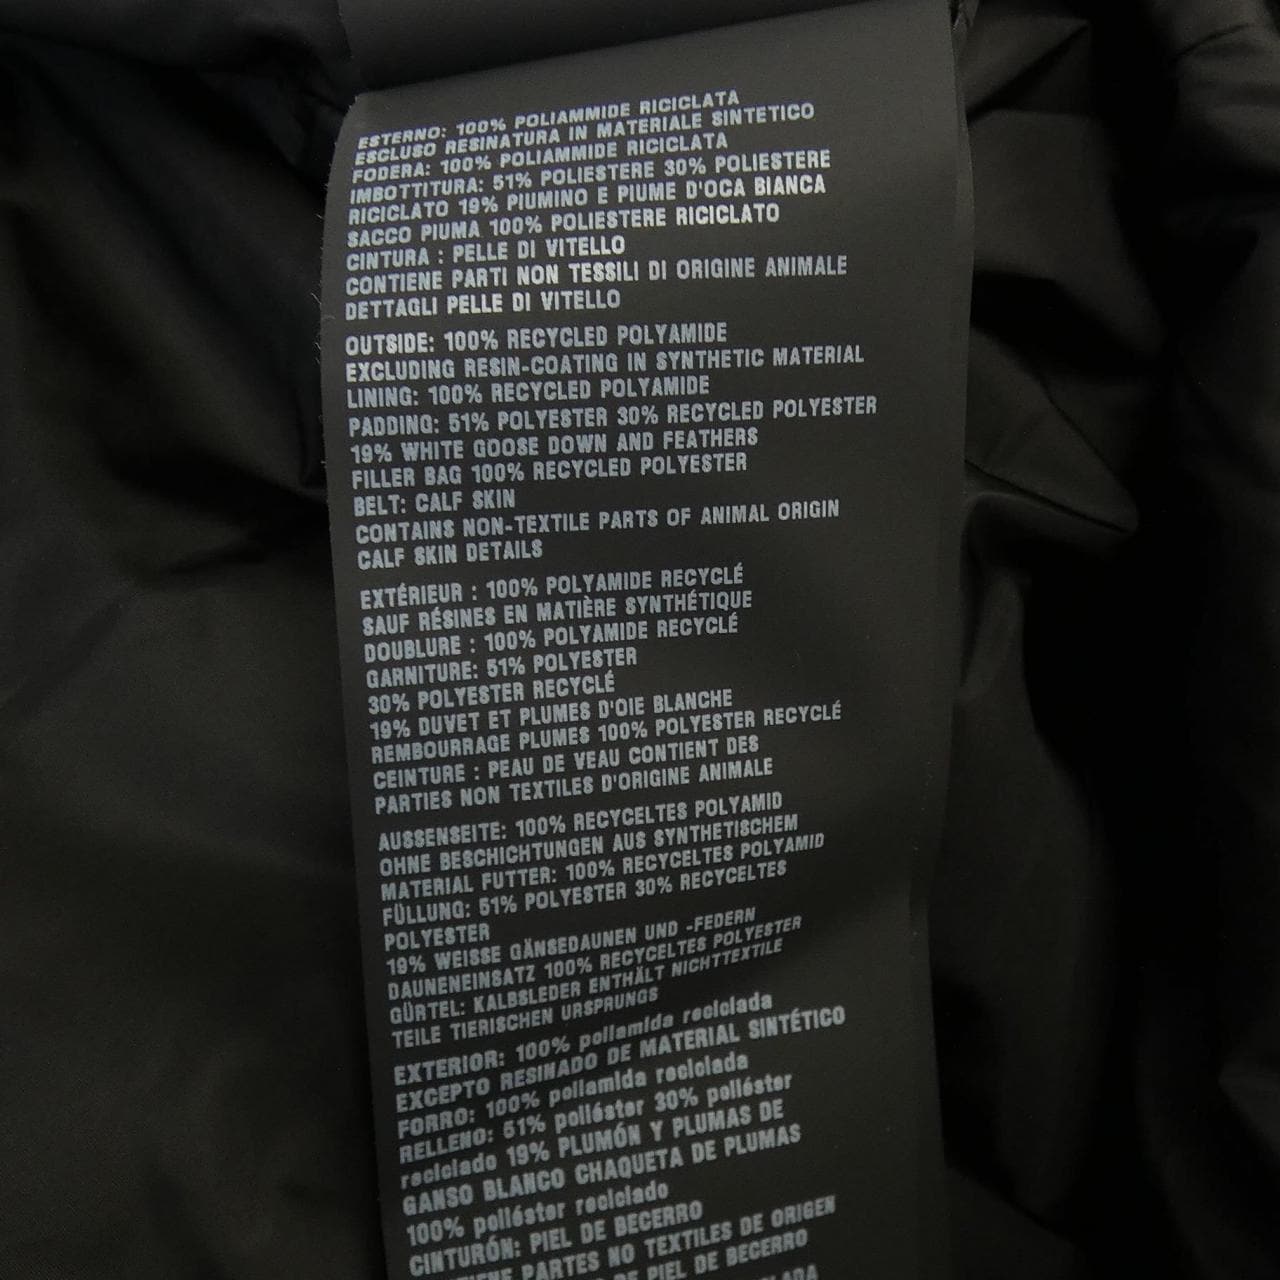 ESTERNO: 100% POLIAMMIDE RICICLATA
ESCLUSO RESINATURA IN MATERIALE SINTETICO
FODERA: 100% POLIAMMIDE RICICLATA
IMBOTTITURA: 51% POLIESTERE 30% POLIESTERE
RICICLATO 19% PIUMINO E PIUME D'OCA BIANCA
SACCO PIUMA 100% POLIESTERE RICICLATO
CINTURA : PELLE DI VITELLO
CONTIENE PARTI NON TESSILI DI ORIGINE ANIMALE
DETTAGLI PELLE DI VITELLO
OUTSIDE: 100% RECYCLED POLYAMIDE
EXCLUDING RESIN-COATING IN SYNTHETIC MATERIAL
LINING: 100% RECYCLED POLYAMIDE
PADDING: 51% POLYESTER 30% RECYCLED POLYESTER
19% WHITE GOOSE DOWN AND FEATHERS
FILLER BAG 100% RECYCLED POLYESTER
BELT: CALF SKIN
CONTAINS NON-TEXTILE PARTS OF ANIMAL ORIGIN
CALF SKIN DETAILS
EXTÉRIEUR : 100% POLYAMIDE RECYCLÉ
SAUF RÉSINES EN MATIÈRE SYNTHÉTIQUE
DOUBLURE : 100% POLYAMIDE RECYCLÉ
GARNITURE: 51% POLYESTER
30% POLYESTER RECYCLÉ
19% DUVET ET PLUMES D'OIE BLANCHE
REMBOURRAGE PLUMES 100% POLYESTER RECYCLÉ
CEINTURE : PEAU DE VEAU CONTIENT DES
PARTIES NON TEXTILES D'ORIGINE ANIMALE
AUSSENSEITE: 100% RECYCELTES POLYAMID
OHNE BESCHICHTUNGEN AUS SYNTHETISCHEM
MATERIAL FUTTER: 100% RECYCELTES POLYAMID
FÜLLUNG: 51% POLYESTER 30% RECYCELTES
POLYESTER
19% WEISSE GÄNSEDAUNEN UND -FEDERN
DAUNENEINSATZ 100% RECYCELTES POLYESTER
GÜRTEL: KALBSLEDER ENTHÄLT NICHTTEXTILE
TEILE TIERISCHEN URSPRUNGS
EXTERIOR: 100% poliamida reciclada
EXCEPTO RESINADO DE MATERIAL SINTÉTICO
FORRO: 100% poliamida reciclada
RELLENO: 51% poliéster 30% poliéster
reciclado 19% PLUMÓN Y PLUMAS DE
GANSO BLANCO CHAQUETA DE PLUMAS
100% poliéster reciclado
CINTURÓN: PIEL DE BECERRO
PARTES NO TEXTILES DE ORIGEN
DE PIEL DE BECERRO